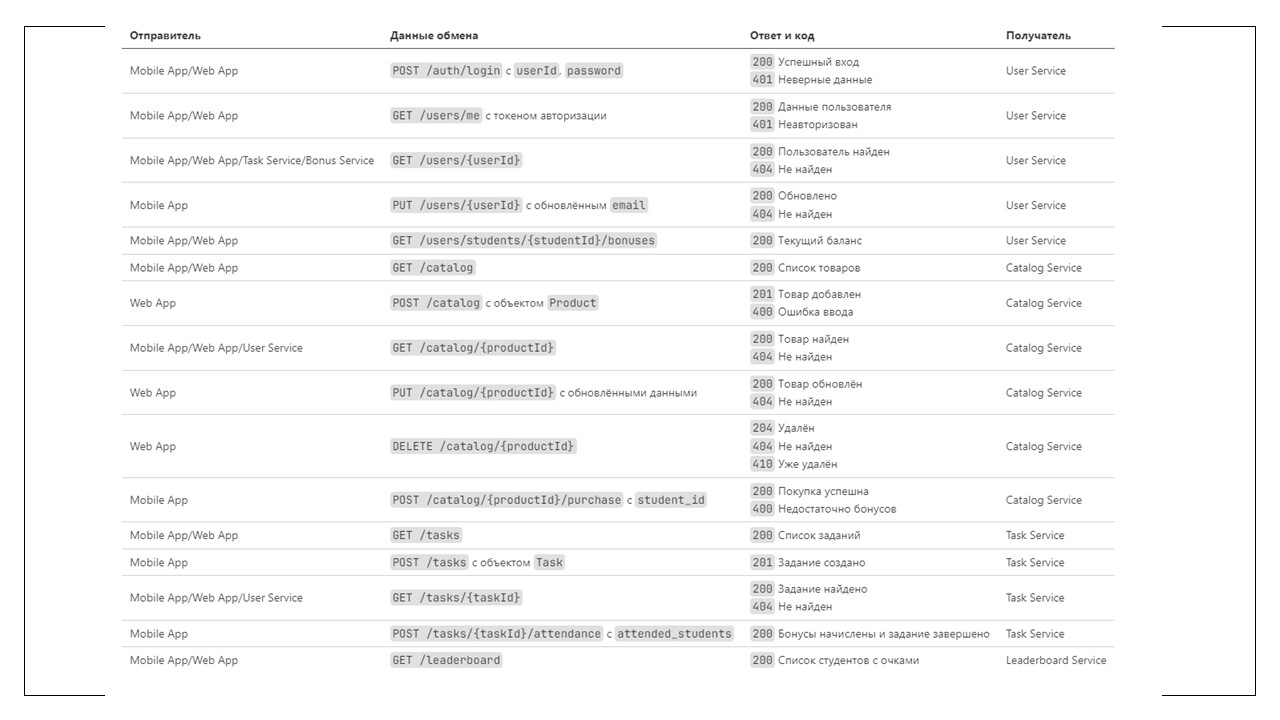 Отправитель Данные обмена Ответ и код Получатель
Mobile App/Web App POST /auth/login с userId, password 200 Успешный вход User Service
401 Неверные данные
Mobile App/Web App GET /users/me с токеном авторизации 200 Данные пользователя User Service
401 Неавторизован
Mobile App/Web App/Task Service/Bonus Service GET /users/{userId} 200 Пользователь найден User Service
404 Не найден
Mobile App PUT /users/{userId} с обновлённым email 200 Обновлено User Service
404 Не найден
Mobile App/Web App GET /users/students/{studentId}/bonuses 200 Текущий баланс User Service
Mobile App/Web App GET /catalog 200 Список товаров Catalog Service
Web App POST /catalog с объектом Product 201 Товар добавлен Catalog Service
400 Ошибка ввода
Mobile App/Web App/User Service GET /catalog/{productId} 200 Товар найден Catalog Service
404 Не найден
Web App PUT /catalog/{productId} с обновлёнными данными 200 Товар обновлён Catalog Service
404 Не найден
Web App DELETE /catalog/{productId} 204 Удалён Catalog Service
404 Не найден
410 Уже удалён
Mobile App POST /catalog/{productId}/purchase с student_id 200 Покупка успешна Catalog Service
400 Недостаточно бонусов
Mobile App/Web App GET /tasks 200 Список заданий Task Service
Mobile App POST /tasks с объектом Task 201 Задание создано Task Service
Mobile App/Web App/User Service GET /tasks/{taskId} 200 Задание найдено Task Service
404 Не найден
Mobile App POST /tasks/{taskId}/attendance с attended_students 200 Бонусы начислены и задание завершено Task Service
Mobile App/Web App GET /leaderboard 200 Список студентов с очками Leaderboard Service